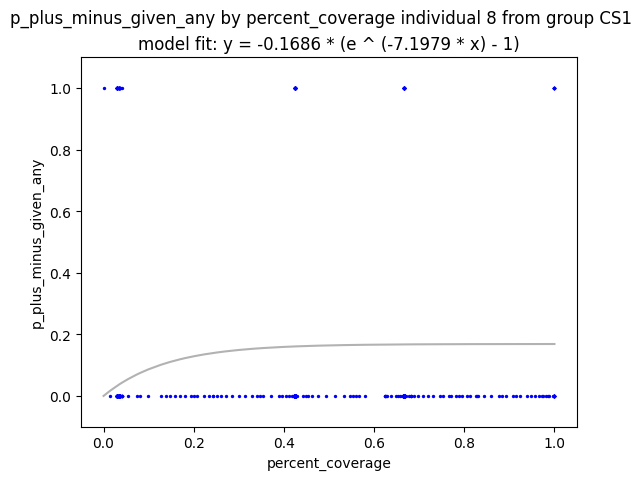 p_plus_minus_given_any by percent_coverage individual 8 from group CS1
model fit: y = -0.1686 * (e ^ (-7.1979 * x) - 1)
1.0
0.8
0.6
0.4
0.2
0.0
p_plus_minus_given_any
0.0 0.2 0.4 0.6 0.8 1.0
percent_coverage